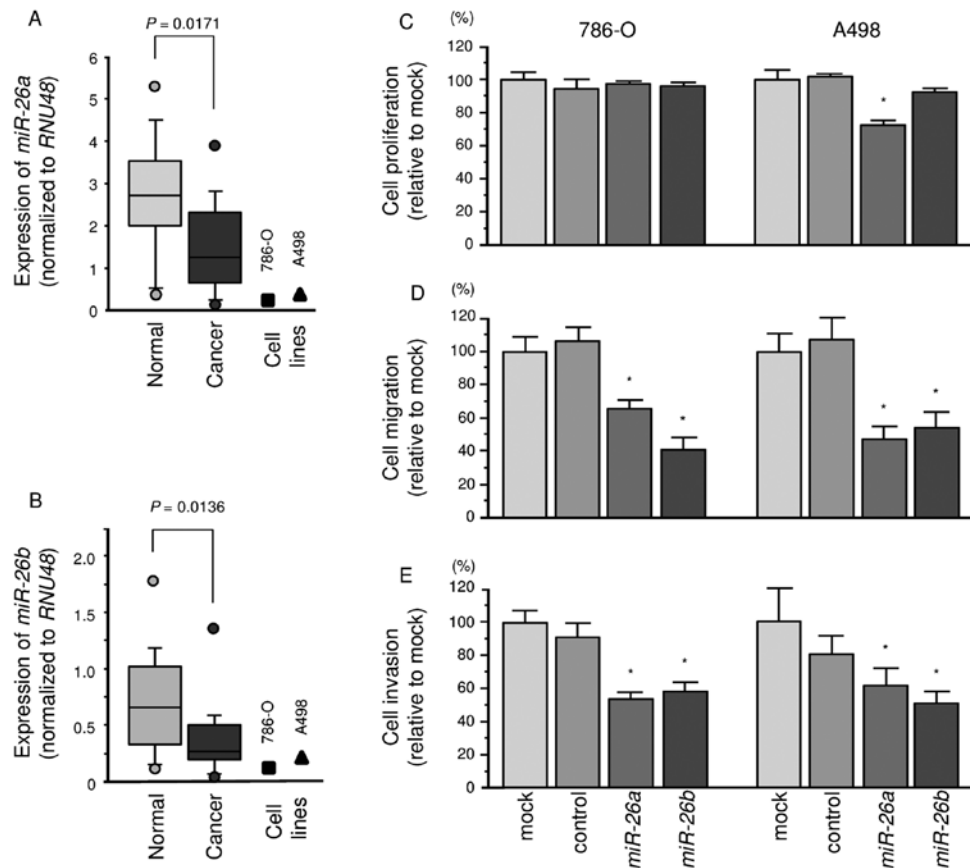 A
P = 0.0171
Expression of miR-26a
(normalized to RNU48)
6
5
4
3
2
1
0
786-O
A498
Normal
Cancer
Cell
lines
B
P = 0.0136
Expression of miR-26b
(normalized to RNU48)
2.0
1.5
1.0
0.5
0
786-O
A498
Normal
Cancer
Cell
lines
C
(%)
786-O
A498
Cell proliferation
(relative to mock)
120
100
80
60
40
20
0
*
D
(%)
Cell migration
(relative to mock)
120
100
80
60
40
20
0
* * * *
E
(%)
Cell invasion
(relative to mock)
120
100
80
60
40
20
0
* * * *
mock control miR-26a miR-26b mock control miR-26a miR-26b